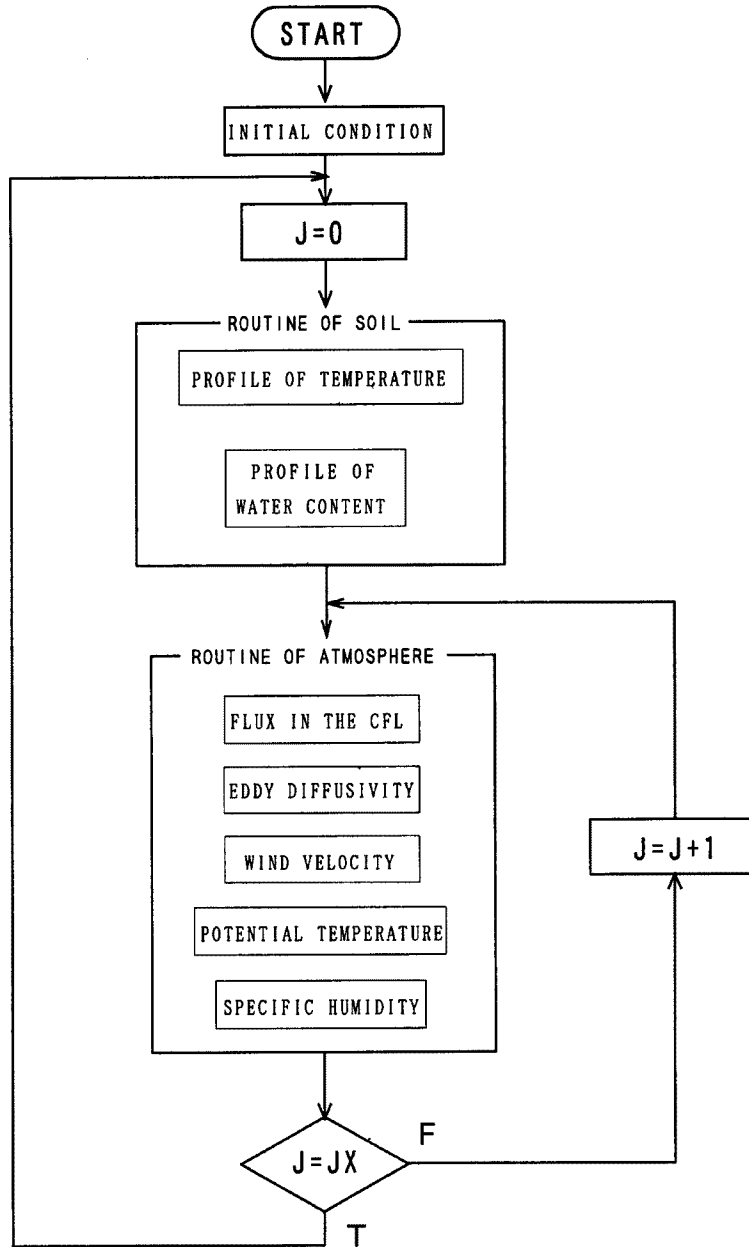 START
INITIAL CONDITION
J=0
ROUTINE OF SOIL
PROFILE OF TEMPERATURE
PROFILE OF
WATER CONTENT
ROUTINE OF ATMOSPHERE
FLUX IN THE CFL
EDDY DIFFUSIVITY
WIND VELOCITY
J=J+1
POTENTIAL TEMPERATURE
SPECIFIC HUMIDITY
F
J=JX
T